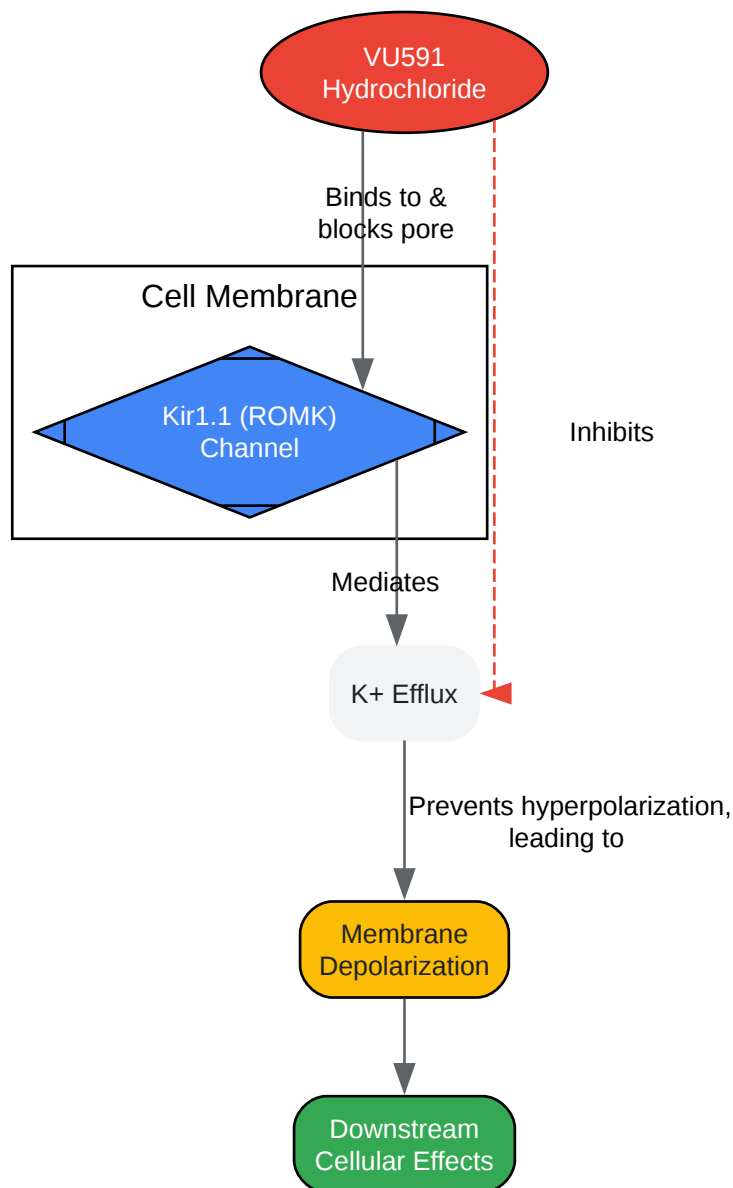 VU591
Hydrochloride
Binds to &
blocks pore
Cell Membrane
Kir1.1 (ROMK)
Channel
Inhibits
Mediates
K+ Efflux
Prevents hyperpolarization,
leading to
Membrane
Depolarization
Downstream
Cellular Effects